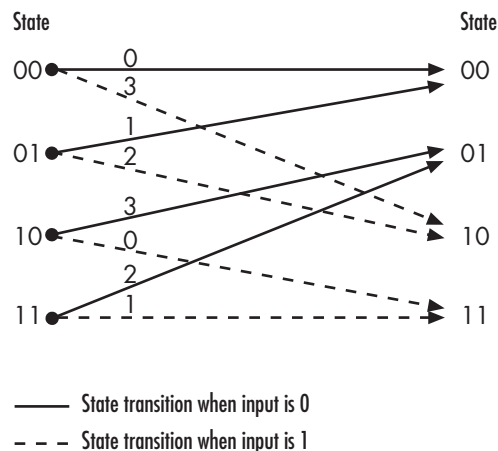 State State
00 0 00
3
1
01 2 01
3
10 0 10
2
11 1 11
State transition when input is 0
State transition when input is 1